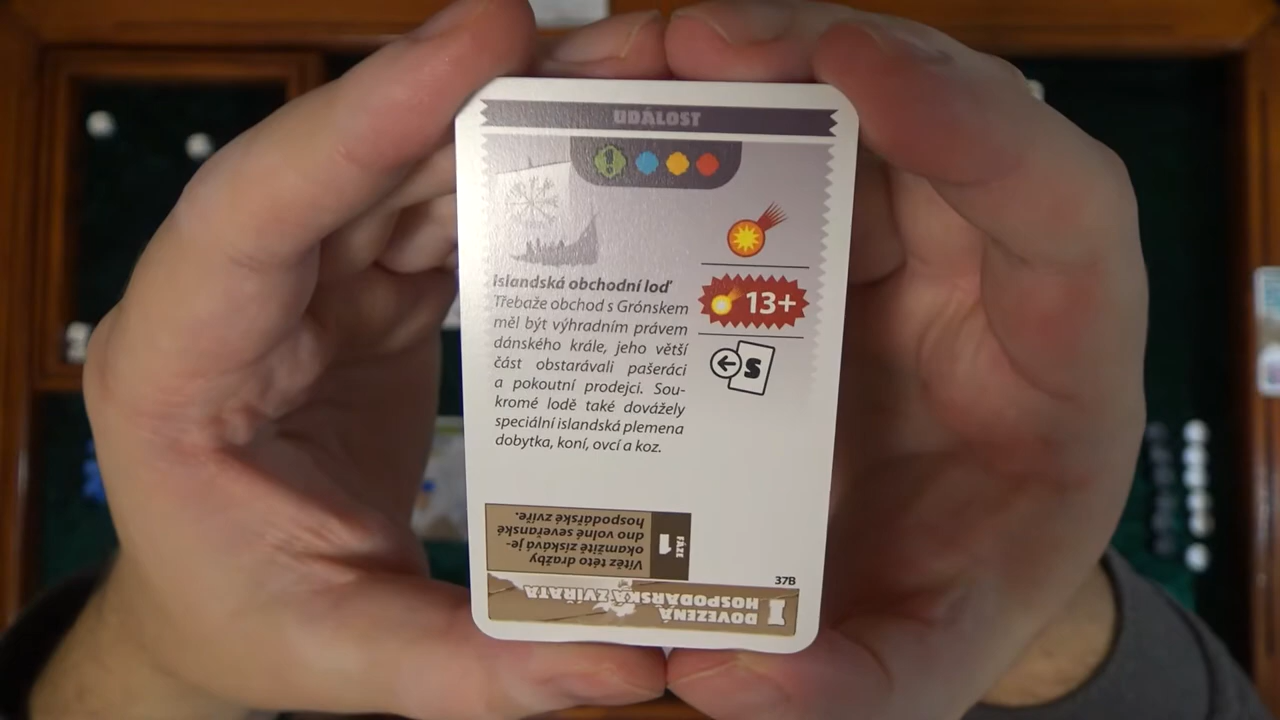 UDÁLOST
13+
S
Islandská obchodní loď
Třebaže obchod s Grónskem
měl být výhradním právem
dánského krále, jeho větší
část obstarávali pašeráci
a pokoutní prodejci. Sou-
kromé lodě také dovážely
speciální islandská plemena
dobytka, koní, ovcí a koz.
37B
I DOVEZENÁ
HOSPODÁŘSKÁ ZVÍŘATA
FÁZE
1
Vítěz této dražby
okamžitě získává je-
dno volné severanské
hospodářské zvíře.